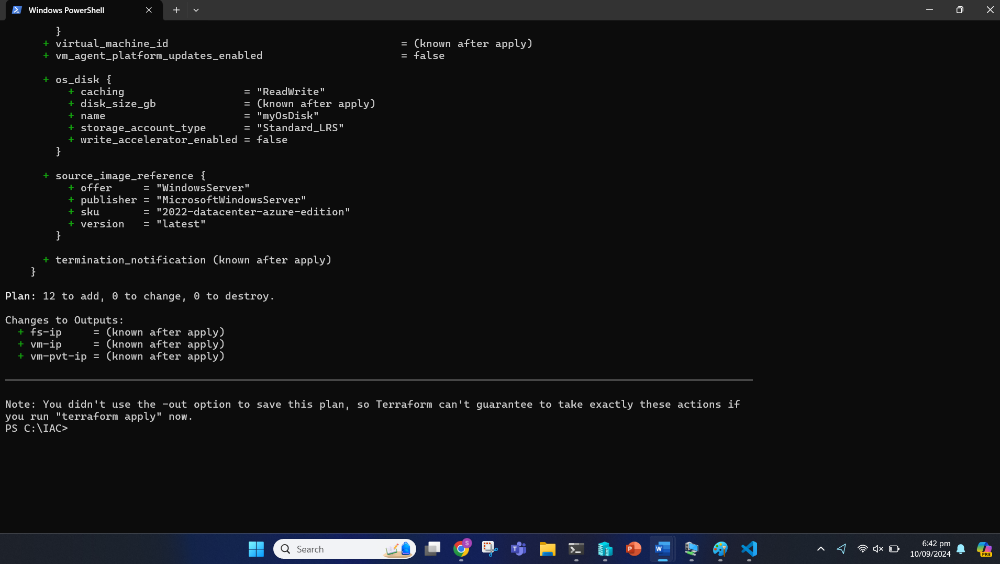 Windows PowerShell
        }
      + virtual_machine_id                                     = (known after apply)
      + vm_agent_platform_updates_enabled                      = false
      + os_disk {
          + caching                   = "ReadWrite"
          + disk_size_gb              = (known after apply)
          + name                      = "myOsDisk"
          + storage_account_type      = "Standard_LRS"
          + write_accelerator_enabled = false
        }
      + source_image_reference {
          + offer     = "WindowsServer"
          + publisher = "MicrosoftWindowsServer"
          + sku       = "2022-datacenter-azure-edition"
          + version   = "latest"
        }
      + termination_notification (known after apply)
    }
Plan: 12 to add, 0 to change, 0 to destroy.
Changes to Outputs:
  + fs-ip     = (known after apply)
  + vm-ip     = (known after apply)
  + vm-pvt-ip = (known after apply)
Note: You didn't use the -out option to save this plan, so Terraform can't guarantee to take exactly these actions if
you run "terraform apply" now.
PS C:\IAC>
Search
S
T
P
W
6:42 pm
10/09/2024
PRE